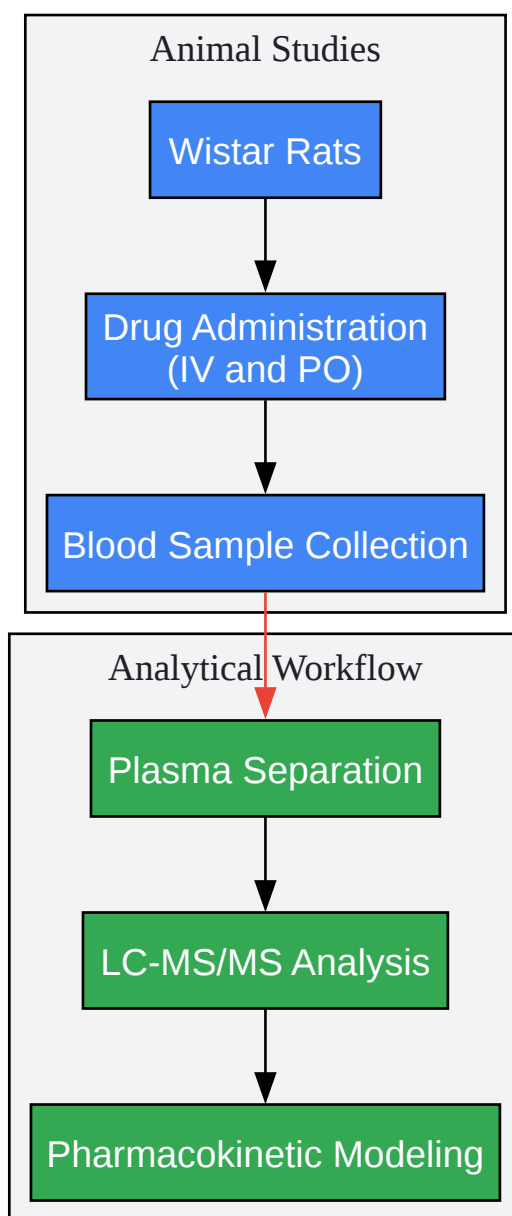 Animal Studies
Wistar Rats
Drug Administration
(IV and PO)
Blood Sample Collection
Analytical Workflow
Plasma Separation
LC-MS/MS Analysis
Pharmacokinetic Modeling